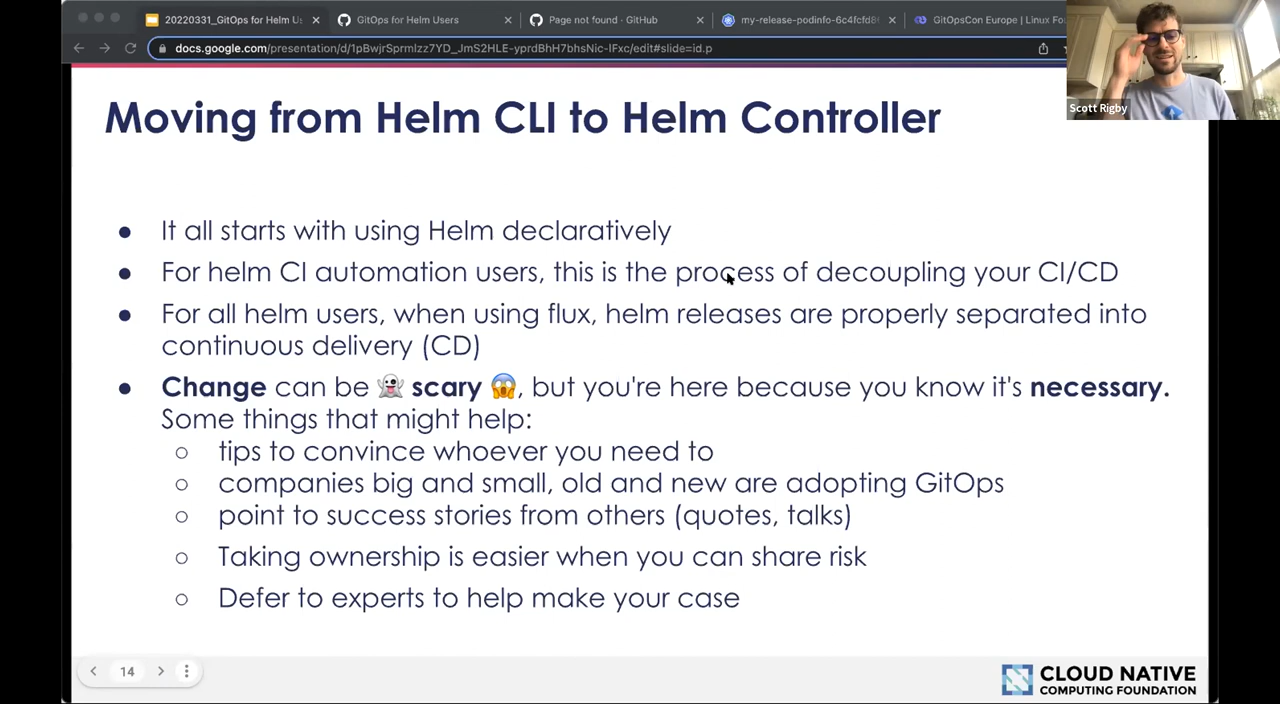 20220331_GitOps for Helm Us
GitOps for Helm Users
Page not found · GitHub
my-release-podinfo-6c4fcfd8
GitOpsCon Europe | Linux Fo
docs.google.com/presentation/d/1pBwjrSprmlzz7YD_JmS2HLE-yprdBhH7bhsNic-IFxc/edit#slide=id.p
Scott Rigby
Moving from Helm CLI to Helm Controller
● It all starts with using Helm declaratively
● For helm CI automation users, this is the process of decoupling your CI/CD
● For all helm users, when using flux, helm releases are properly separated into
continuous delivery (CD)
● Change can be 👻 scary 😱, but you're here because you know it's necessary.
Some things that might help:
○ tips to convince whoever you need to
○ companies big and small, old and new are adopting GitOps
○ point to success stories from others (quotes, talks)
○ Taking ownership is easier when you can share risk
○ Defer to experts to help make your case
14
CLOUD NATIVE
COMPUTING FOUNDATION